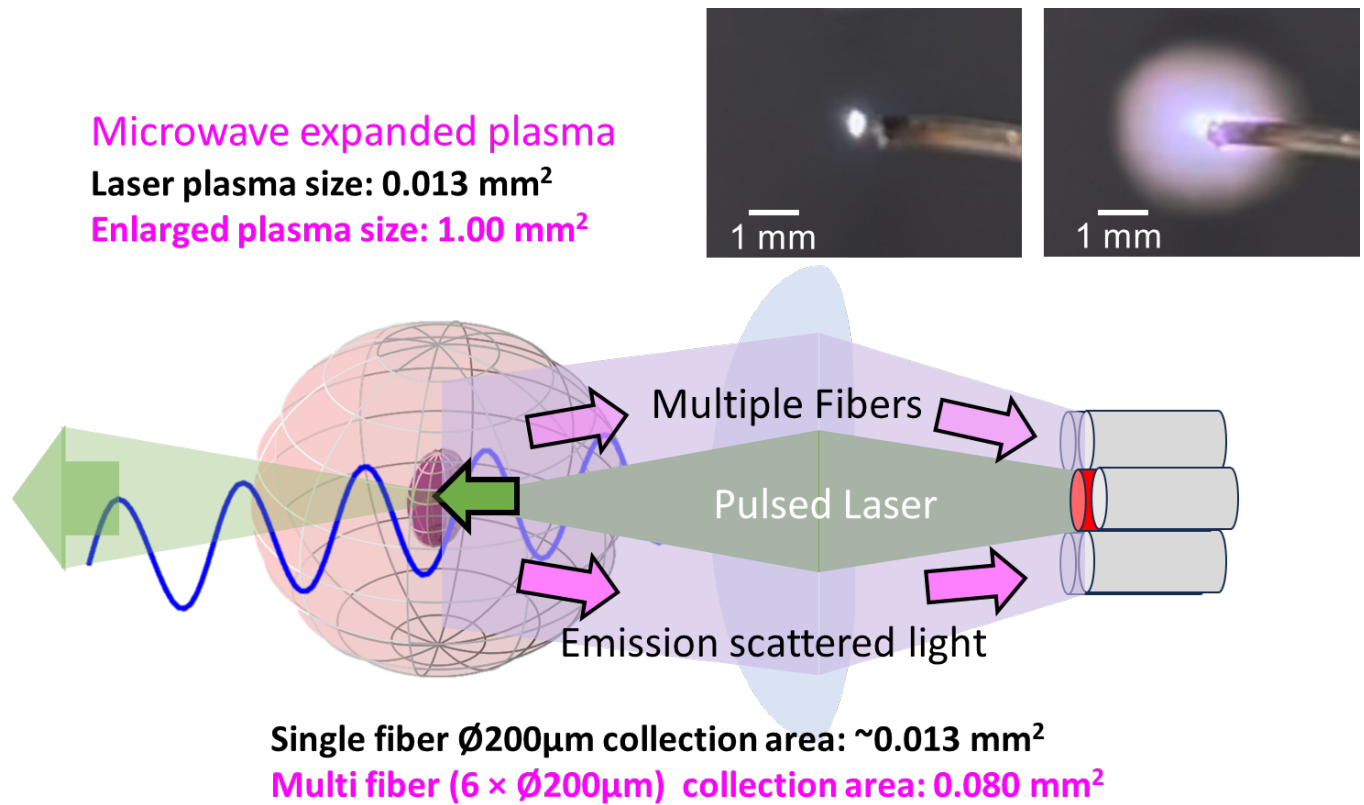 Microwave expanded plasma
Laser plasma size: 0.013 mm²
Enlarged plasma size: 1.00 mm²
1 mm
1 mm
Multiple Fibers
Pulsed Laser
Emission scattered light
Single fiber Ø200µm collection area: ~0.013 mm²
Multi fiber (6 × Ø200µm)  collection area: 0.080 mm²